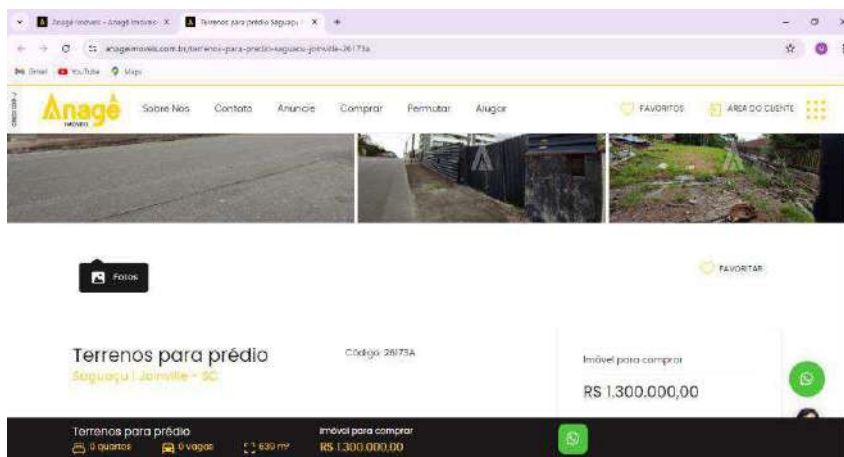 Anagê Imóveis - Anagê Imóveis
Terrenos para prédio Saguaçu
anageimoveis.com.br/terrenos-para-predio-saguacu-joinville-26173a
Gmail YouTube Maps
Anagê
IMÓVEIS
Sobre Nós Contato Anuncie Comprar Permutar Alugar FAVORITOS ÁREA DO CLIENTE
Fotos
FAVORITAR
Terrenos para prédio
Código: 26173A
Saguaçu | Joinville - SC
Imóvel para comprar
R$ 1.300.000,00
Terrenos para prédio
0 quartos 0 vagas 639 m²
Imóvel para comprar
R$ 1.300.000,00